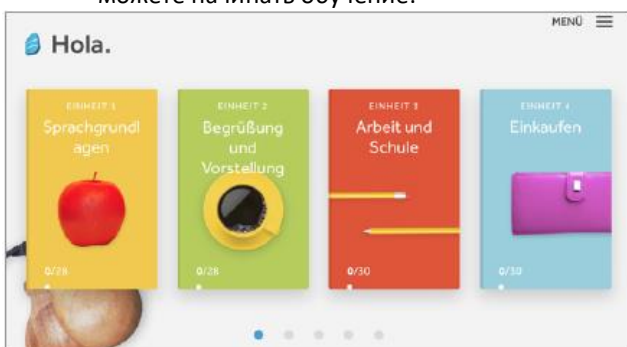 можете начинать обучение.
MENÜ
Hola.
EINHEIT 1
Sprachgrundl
agen
0/28
EINHEIT 2
Begrüßung
und
Vorstellung
0/28
EINHEIT 3
Arbeit und
Schule
0/30
EINHEIT 4
Einkaufen
0/30